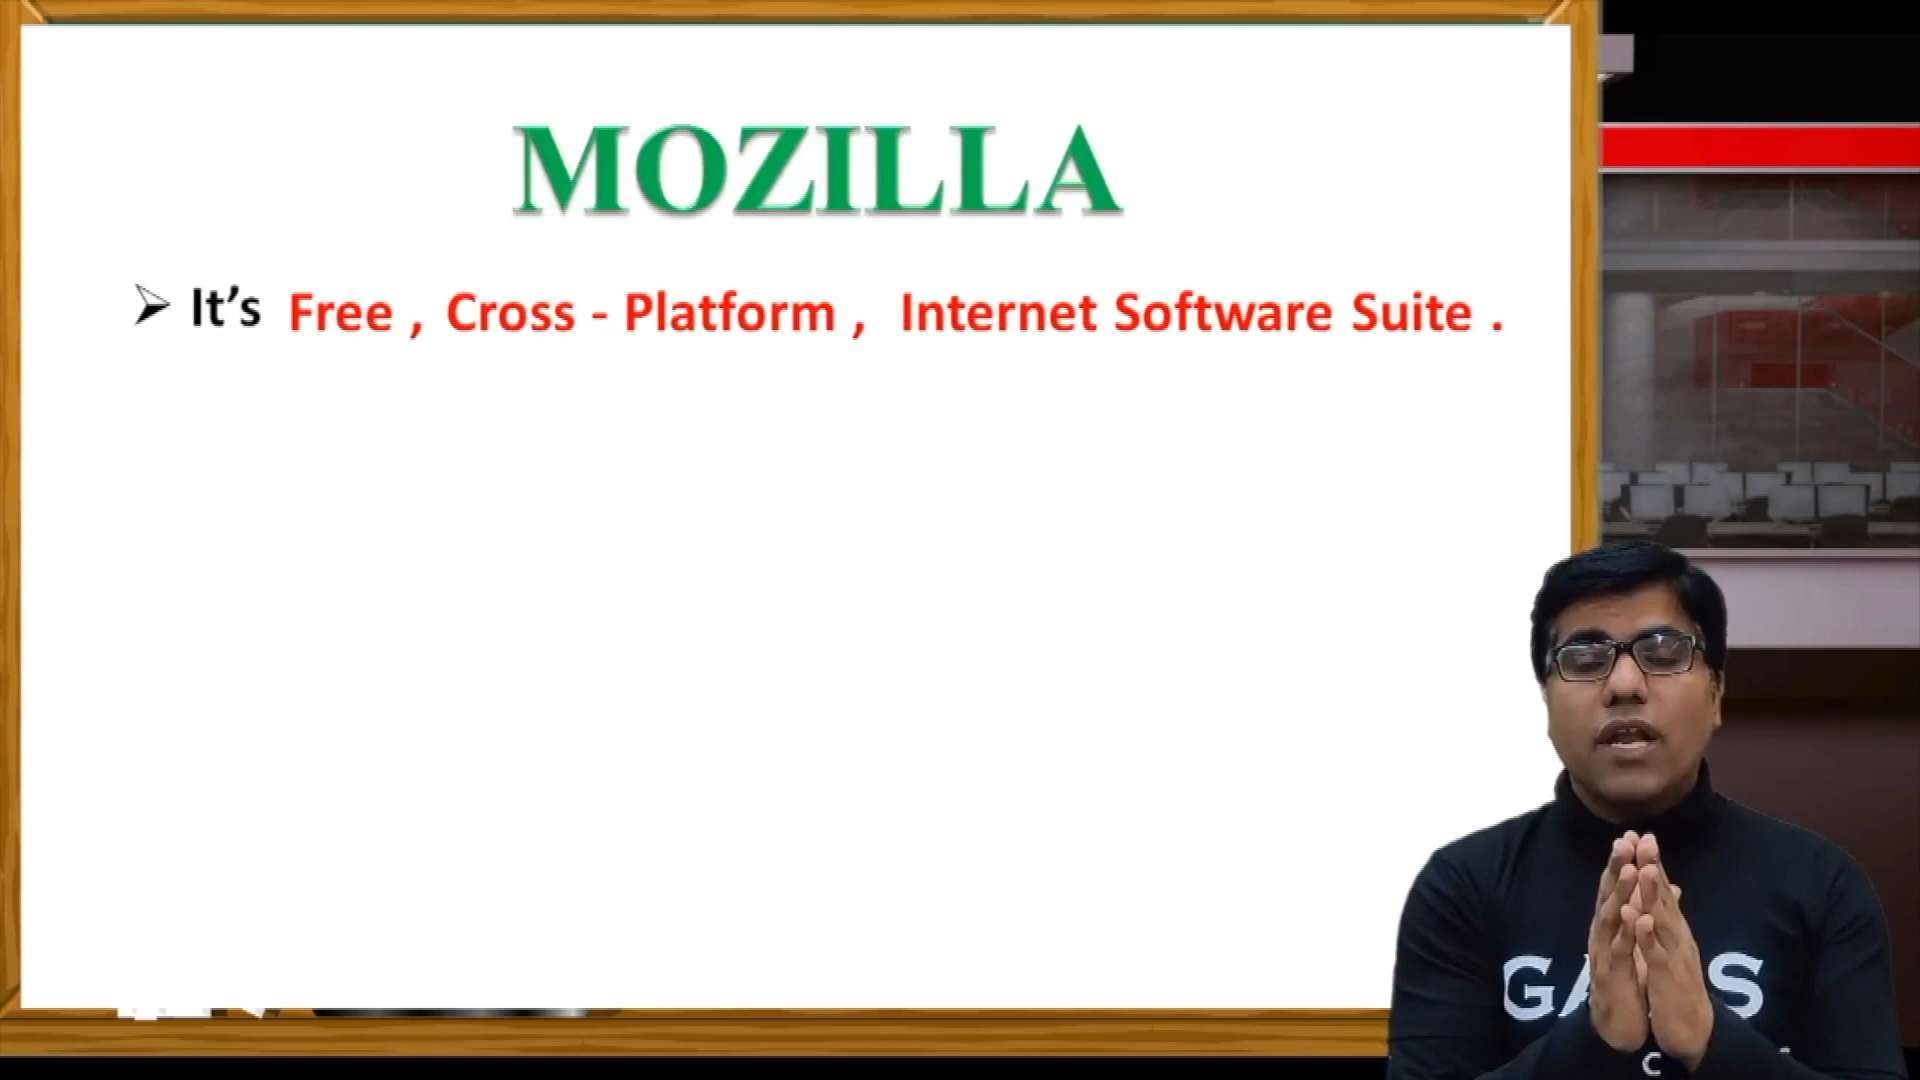 MOZILLA
➢ It's Free , Cross - Platform , Internet Software Suite .